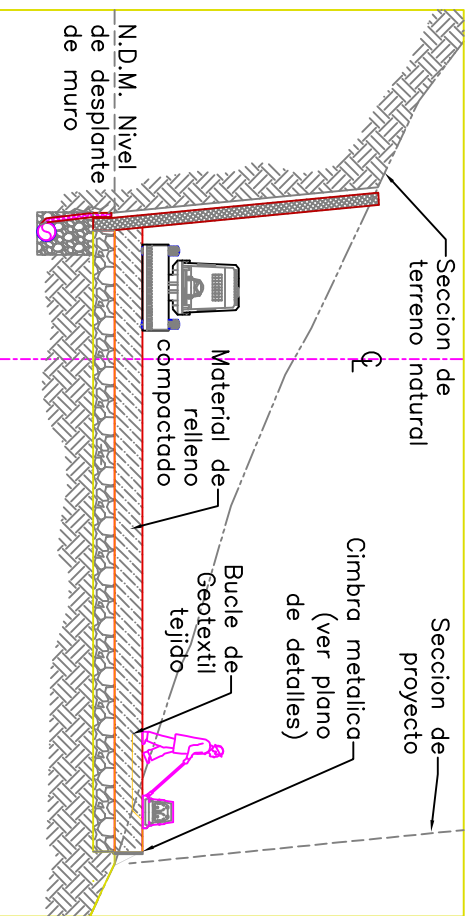 N.D.M. Nivel
de desplante
de muro
Seccion de
terreno natural
℄
Material de
relleno
compactado
Bucle de
Geotextil
tejido
Cimbra metalica
(ver plano
de detalles)
Seccion de
proyecto